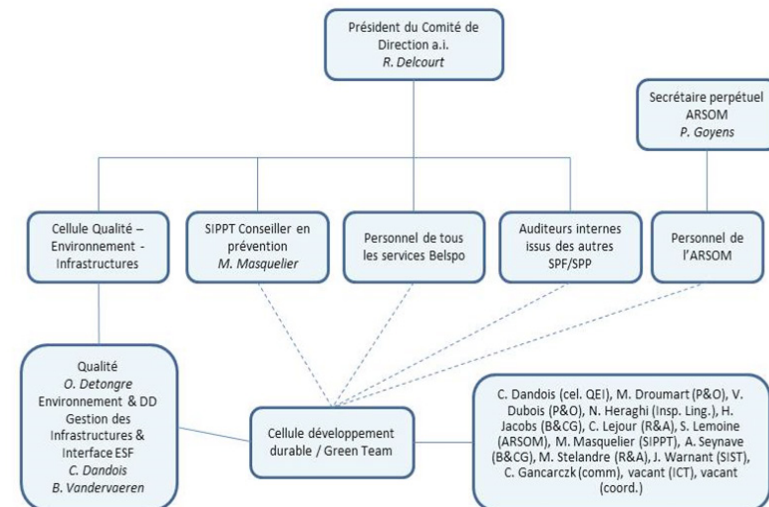 Président du Comité de
Direction a.i.
R. Delcourt
Secrétaire perpétuel
ARSOM
P. Goyens
Cellule Qualité –
Environnement -
Infrastructures
SIPPT Conseiller en
prévention
M. Masquelier
Personnel de tous
les services Belspo
Auditeurs internes
issus des autres
SPF/SPP
Personnel de
l’ARSOM
Qualité
O. Detongre
Environnement & DD
Gestion des
Infrastructures &
Interface ESF
C. Dandois
B. Vandervaeren
Cellule développement
durable / Green Team
C. Dandois (cel. QEI), M. Droumart (P&O), V.
Dubois (P&O), N. Heraghi (Insp. Ling.), H.
Jacobs (B&CG), C. Lejour (R&A), S. Lemoine
(ARSOM), M. Masquelier (SIPPT), A. Seynave
(B&CG), M. Stelandre (R&A), J. Warnant (SIST),
C. Gancarczk (comm), vacant (ICT), vacant
(coord.)